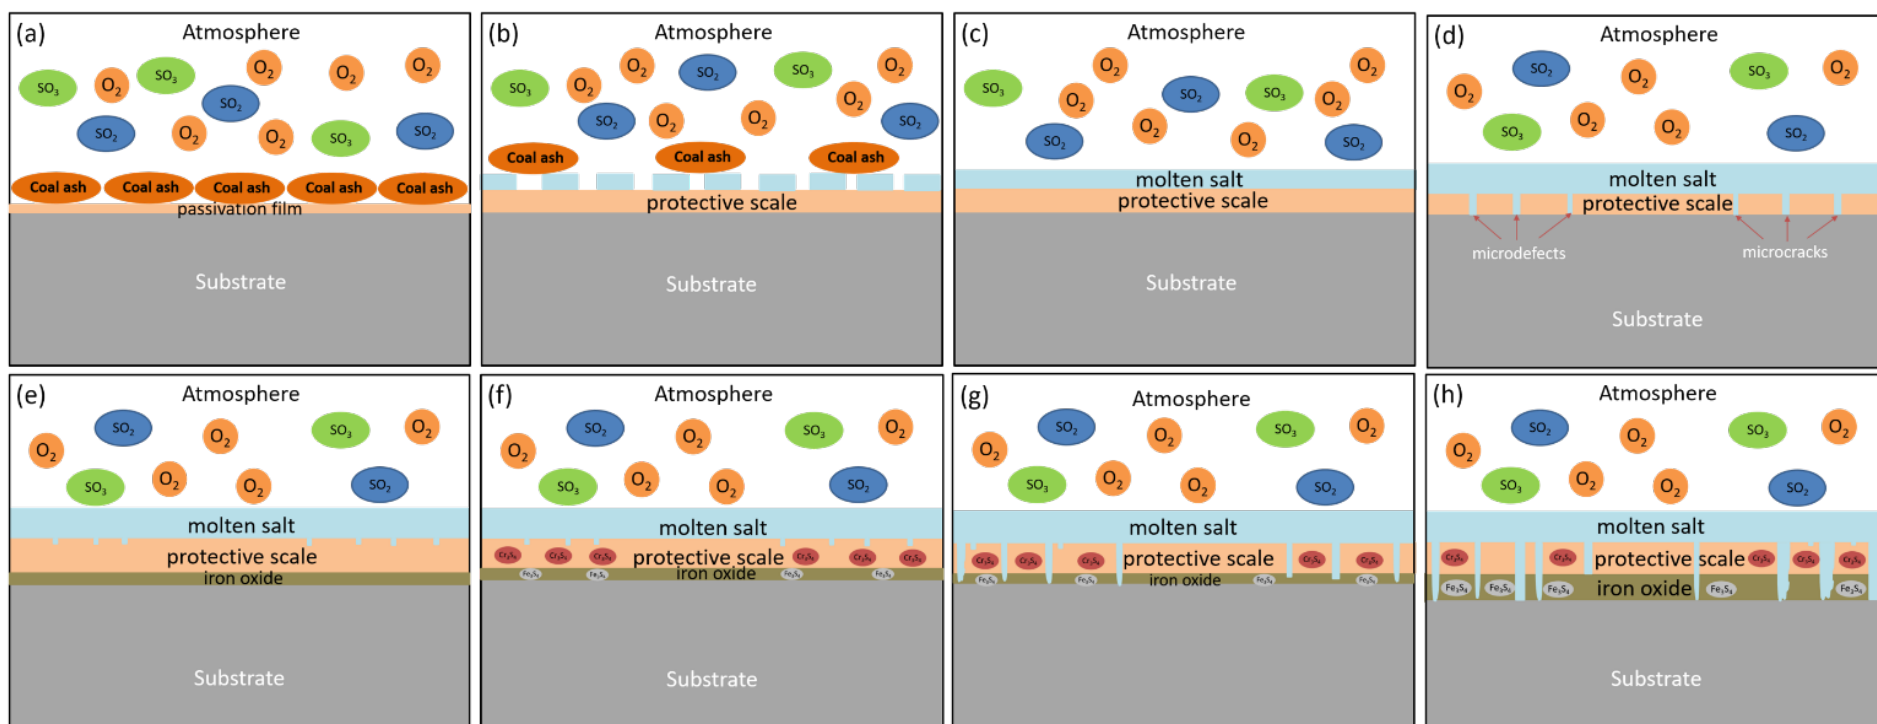 (a)
Atmosphere
O₂
SO₃
O₂
O₂
SO₃
O₂
SO₂
SO₂
O₂
O₂
SO₃
SO₂
Coal ash
Coal ash
Coal ash
Coal ash
Coal ash
passivation film
Substrate
(b)
Atmosphere
O₂
SO₂
SO₃
O₂
SO₃
O₂
O₂
SO₂
O₂
O₂
SO₂
Coal ash
Coal ash
Coal ash
protective scale
Substrate
(c)
Atmosphere
O₂
O₂
SO₃
O₂
SO₂
SO₃
O₂
SO₂
O₂
O₂
SO₂
molten salt
protective scale
(d)
Atmosphere
SO₂
O₂
SO₃
O₂
O₂
SO₃
O₂
O₂
SO₂
molten salt
protective scale
microdefects
microcracks
Substrate
(e)
Atmosphere
SO₂
O₂
SO₃
O₂
O₂
SO₃
O₂
O₂
SO₂
molten salt
protective scale
iron oxide
Substrate
(f)
Atmosphere
SO₂
O₂
SO₃
O₂
O₂
SO₃
O₂
O₂
SO₂
molten salt
protective scale
iron oxide
Substrate
(g)
Atmosphere
SO₂
O₂
SO₃
O₂
O₂
SO₃
O₂
O₂
SO₂
molten salt
protective scale
iron oxide
(h)
Atmosphere
SO₂
O₂
SO₃
O₂
O₂
SO₃
O₂
O₂
SO₂
molten salt
protective scale
iron oxide
Substrate